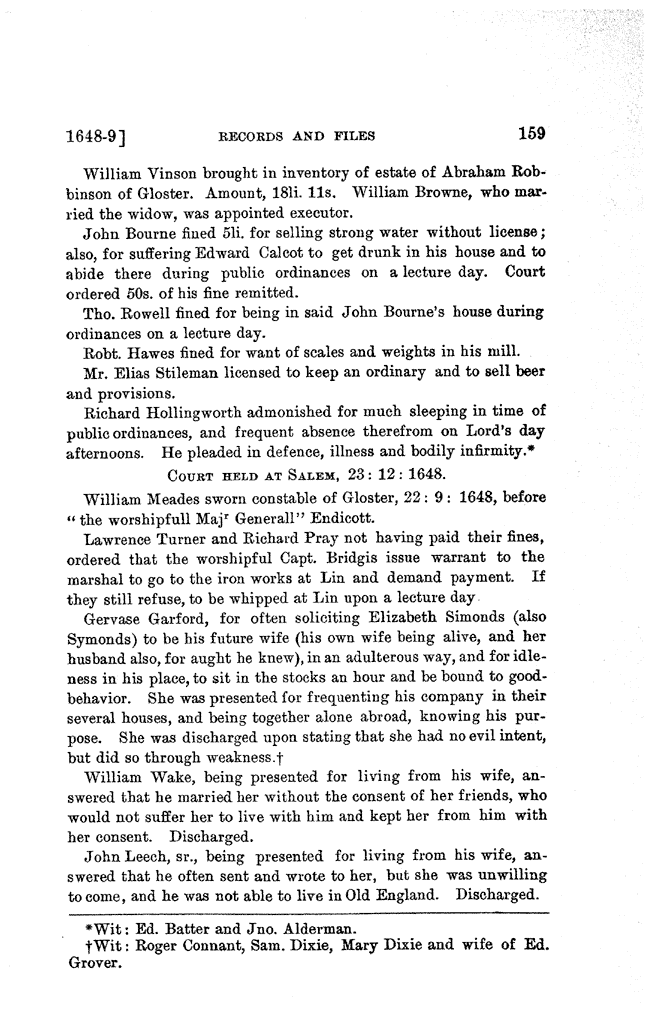 1648-9] RECORDS AND FILES 159
William Vinson brought in inventory of estate of Abraham Rob-
binson of Gloster. Amount, 18li. 11s. William Browne, who mar-
ried the widow, was appointed executor.
John Bourne fined 5li. for selling strong water without license;
also, for suffering Edward Calcot to get drunk in his house and to
abide there during public ordinances on a lecture day. Court
ordered 50s. of his fine remitted.
Tho. Rowell fined for being in said John Bourne's house during
ordinances on a lecture day.
Robt. Hawes fined for want of scales and weights in his mill.
Mr. Elias Stileman licensed to keep an ordinary and to sell beer
and provisions.
Richard Hollingworth admonished for much sleeping in time of
public ordinances, and frequent absence therefrom on Lord's day
afternoons. He pleaded in defence, illness and bodily infirmity.*
COURT HELD AT SALEM, 23: 12: 1648.
William Meades sworn constable of Gloster, 22: 9: 1648, before
"the worshipfull Majʳ Generall" Endicott.
Lawrence Turner and Richard Pray not having paid their fines,
ordered that the worshipful Capt. Bridgis issue warrant to the
marshal to go to the iron works at Lin and demand payment. If
they still refuse, to be whipped at Lin upon a lecture day.
Gervase Garford, for often soliciting Elizabeth Simonds (also
Symonds) to be his future wife (his own wife being alive, and her
husband also, for aught he knew), in an adulterous way, and for idle-
ness in his place, to sit in the stocks an hour and be bound to good-
behavior. She was presented for frequenting his company in their
several houses, and being together alone abroad, knowing his pur-
pose. She was discharged upon stating that she had no evil intent,
but did so through weakness.†
William Wake, being presented for living from his wife, an-
swered that he married her without the consent of her friends, who
would not suffer her to live with him and kept her from him with
her consent. Discharged.
John Leech, sr., being presented for living from his wife, an-
swered that he often sent and wrote to her, but she was unwilling
to come, and he was not able to live in Old England. Discharged.
*Wit: Ed. Batter and Jno. Alderman.
†Wit: Roger Connant, Sam. Dixie, Mary Dixie and wife of Ed.
Grover.